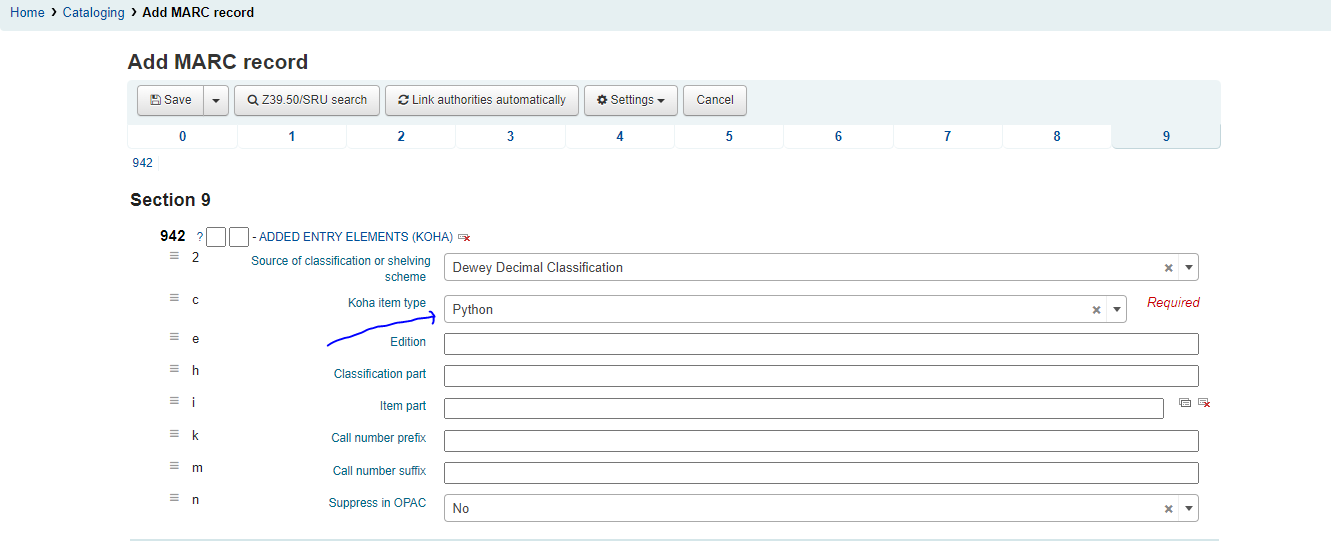 Home › Cataloging › Add MARC record
Add MARC record
Save Z39.50/SRU search Link authorities automatically Settings Cancel
0 1 2 3 4 5 6 7 8 9
942
Section 9
942 ? - ADDED ENTRY ELEMENTS (KOHA)
2 Source of classification or shelving scheme Dewey Decimal Classification
c Koha item type Python Required
e Edition
h Classification part
i Item part
k Call number prefix
m Call number suffix
n Suppress in OPAC No